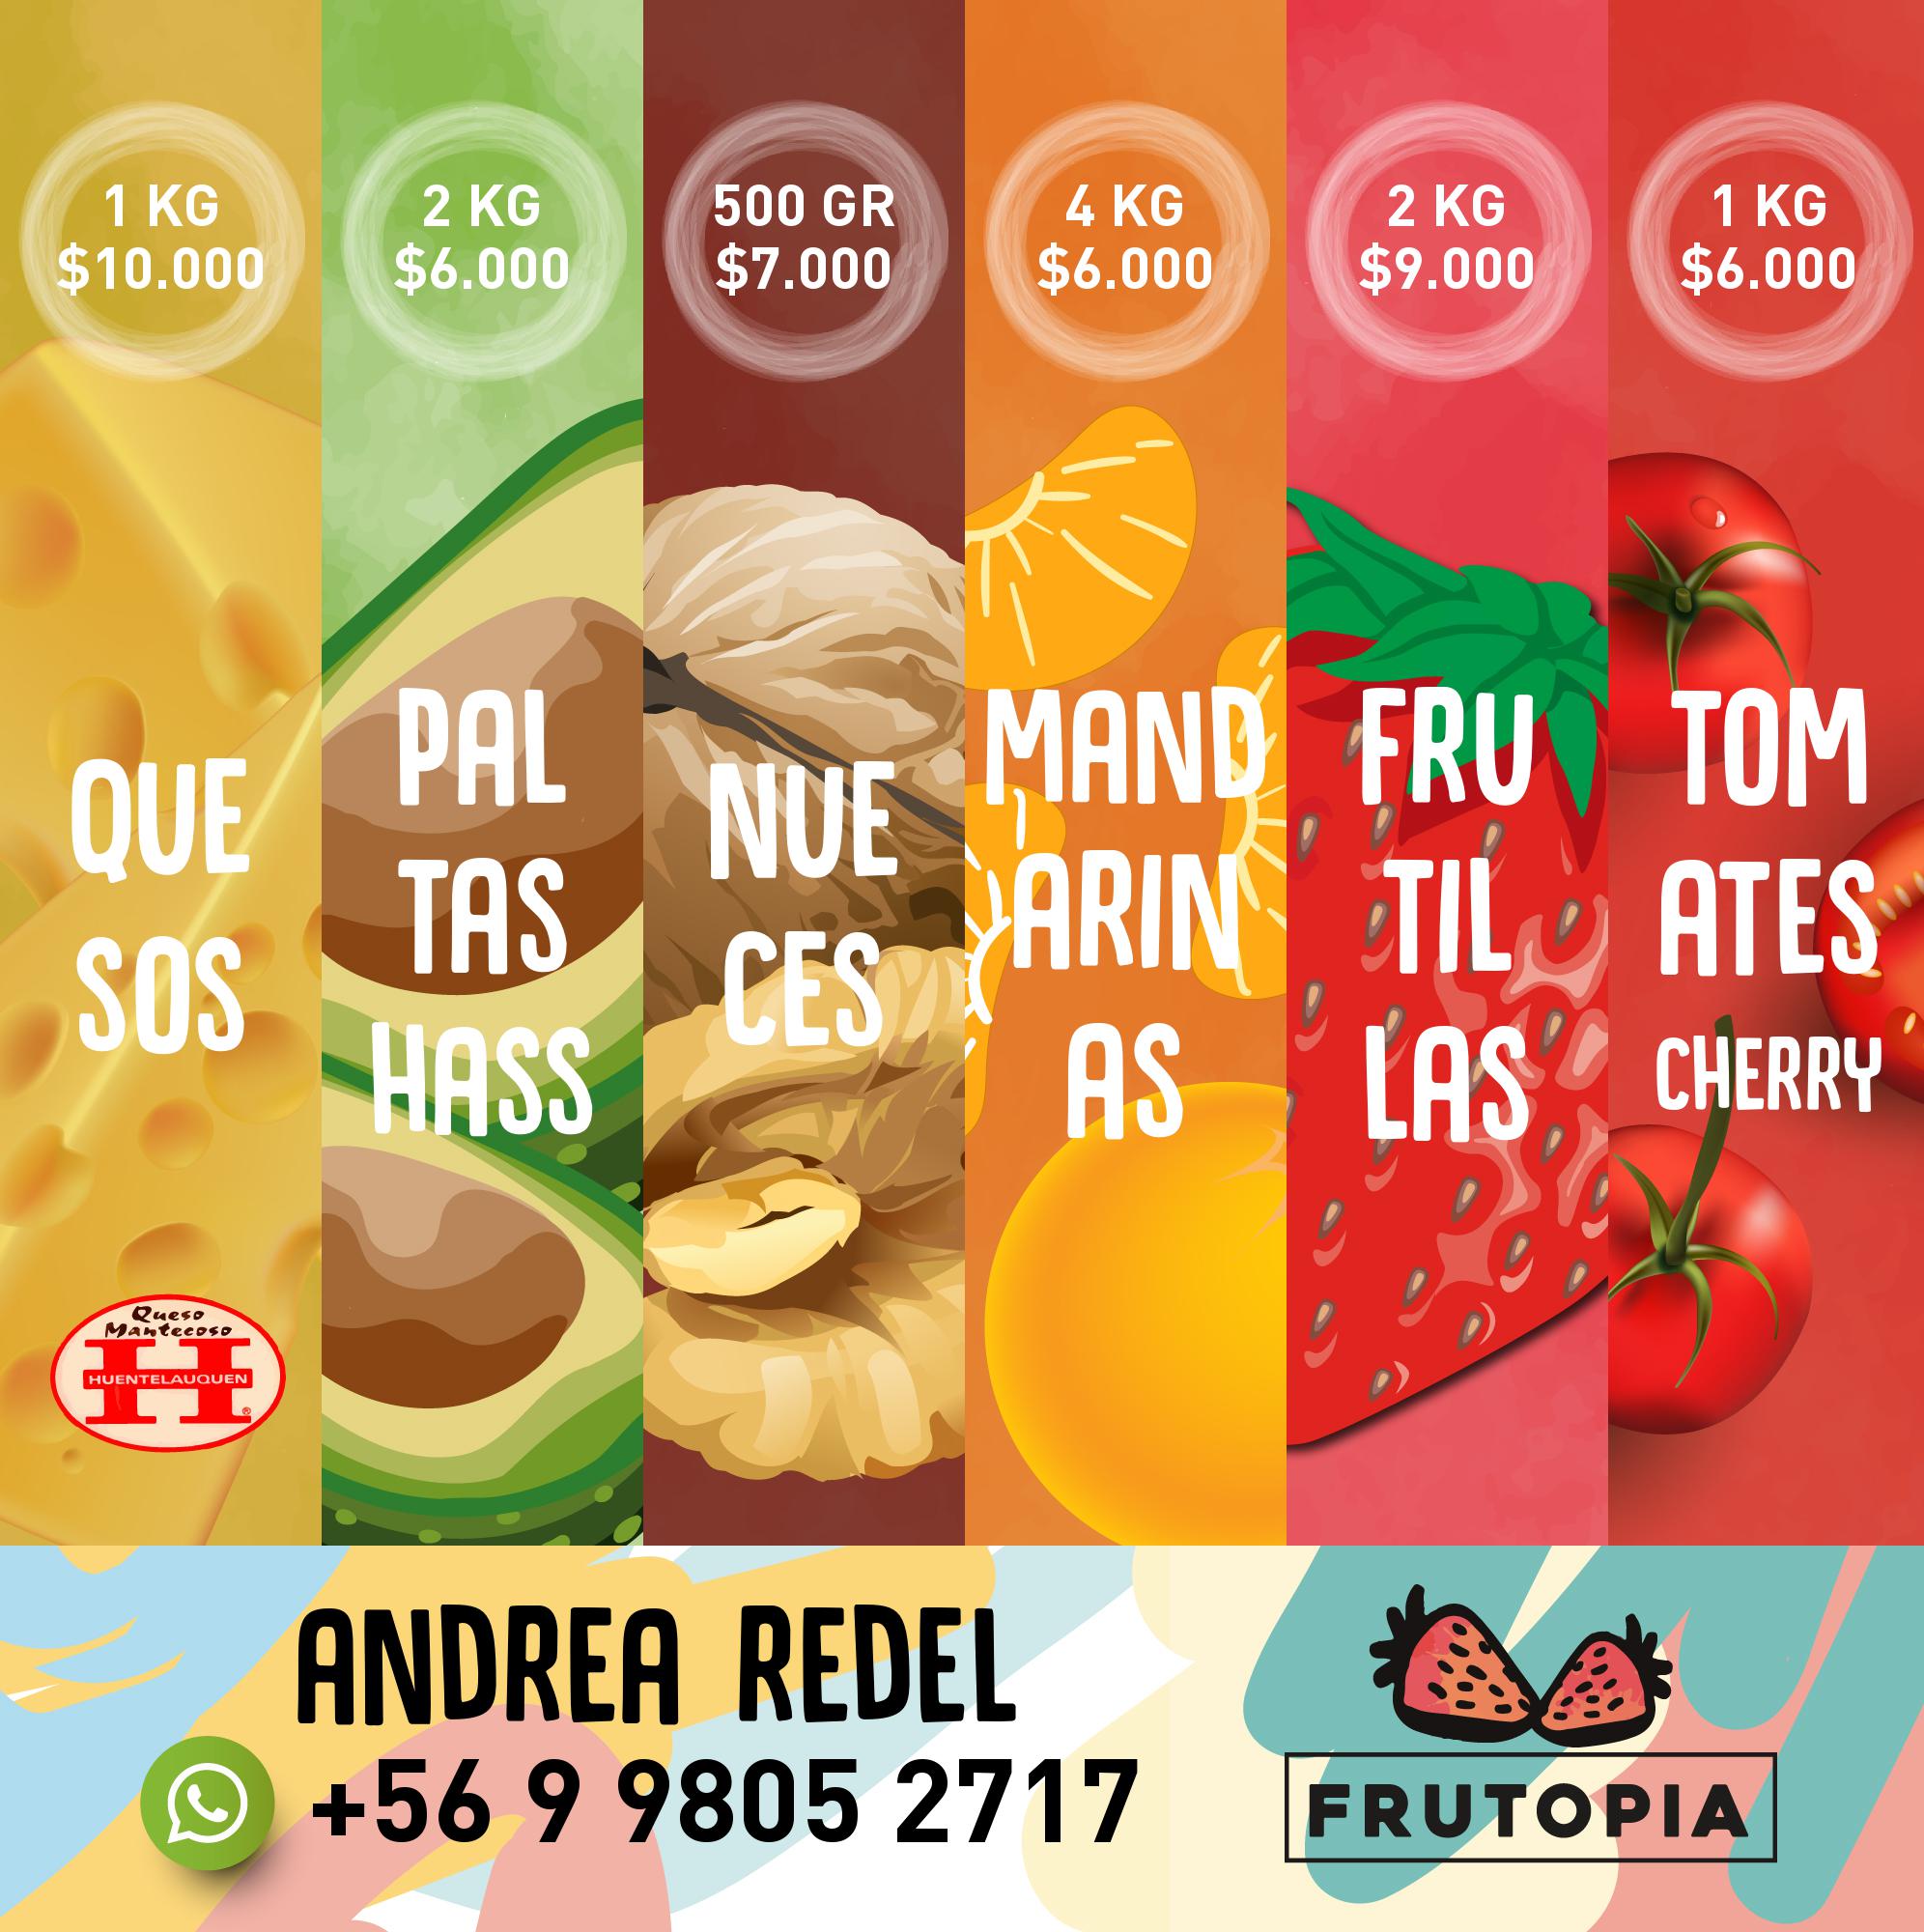 1 KG
$10.000
QUE
SOS
Queso
Mantecoso
H
HUENTELAUQUEN
®
2 KG
$6.000
PAL
TAS
HASS
500 GR
$7.000
NUE
CES
4 KG
$6.000
MAND
ARIN
AS
2 KG
$9.000
FRU
TIL
LAS
1 KG
$6.000
TOM
ATES
CHERRY
ANDREA REDEL
+56 9 9805 2717
FRUTOPIA